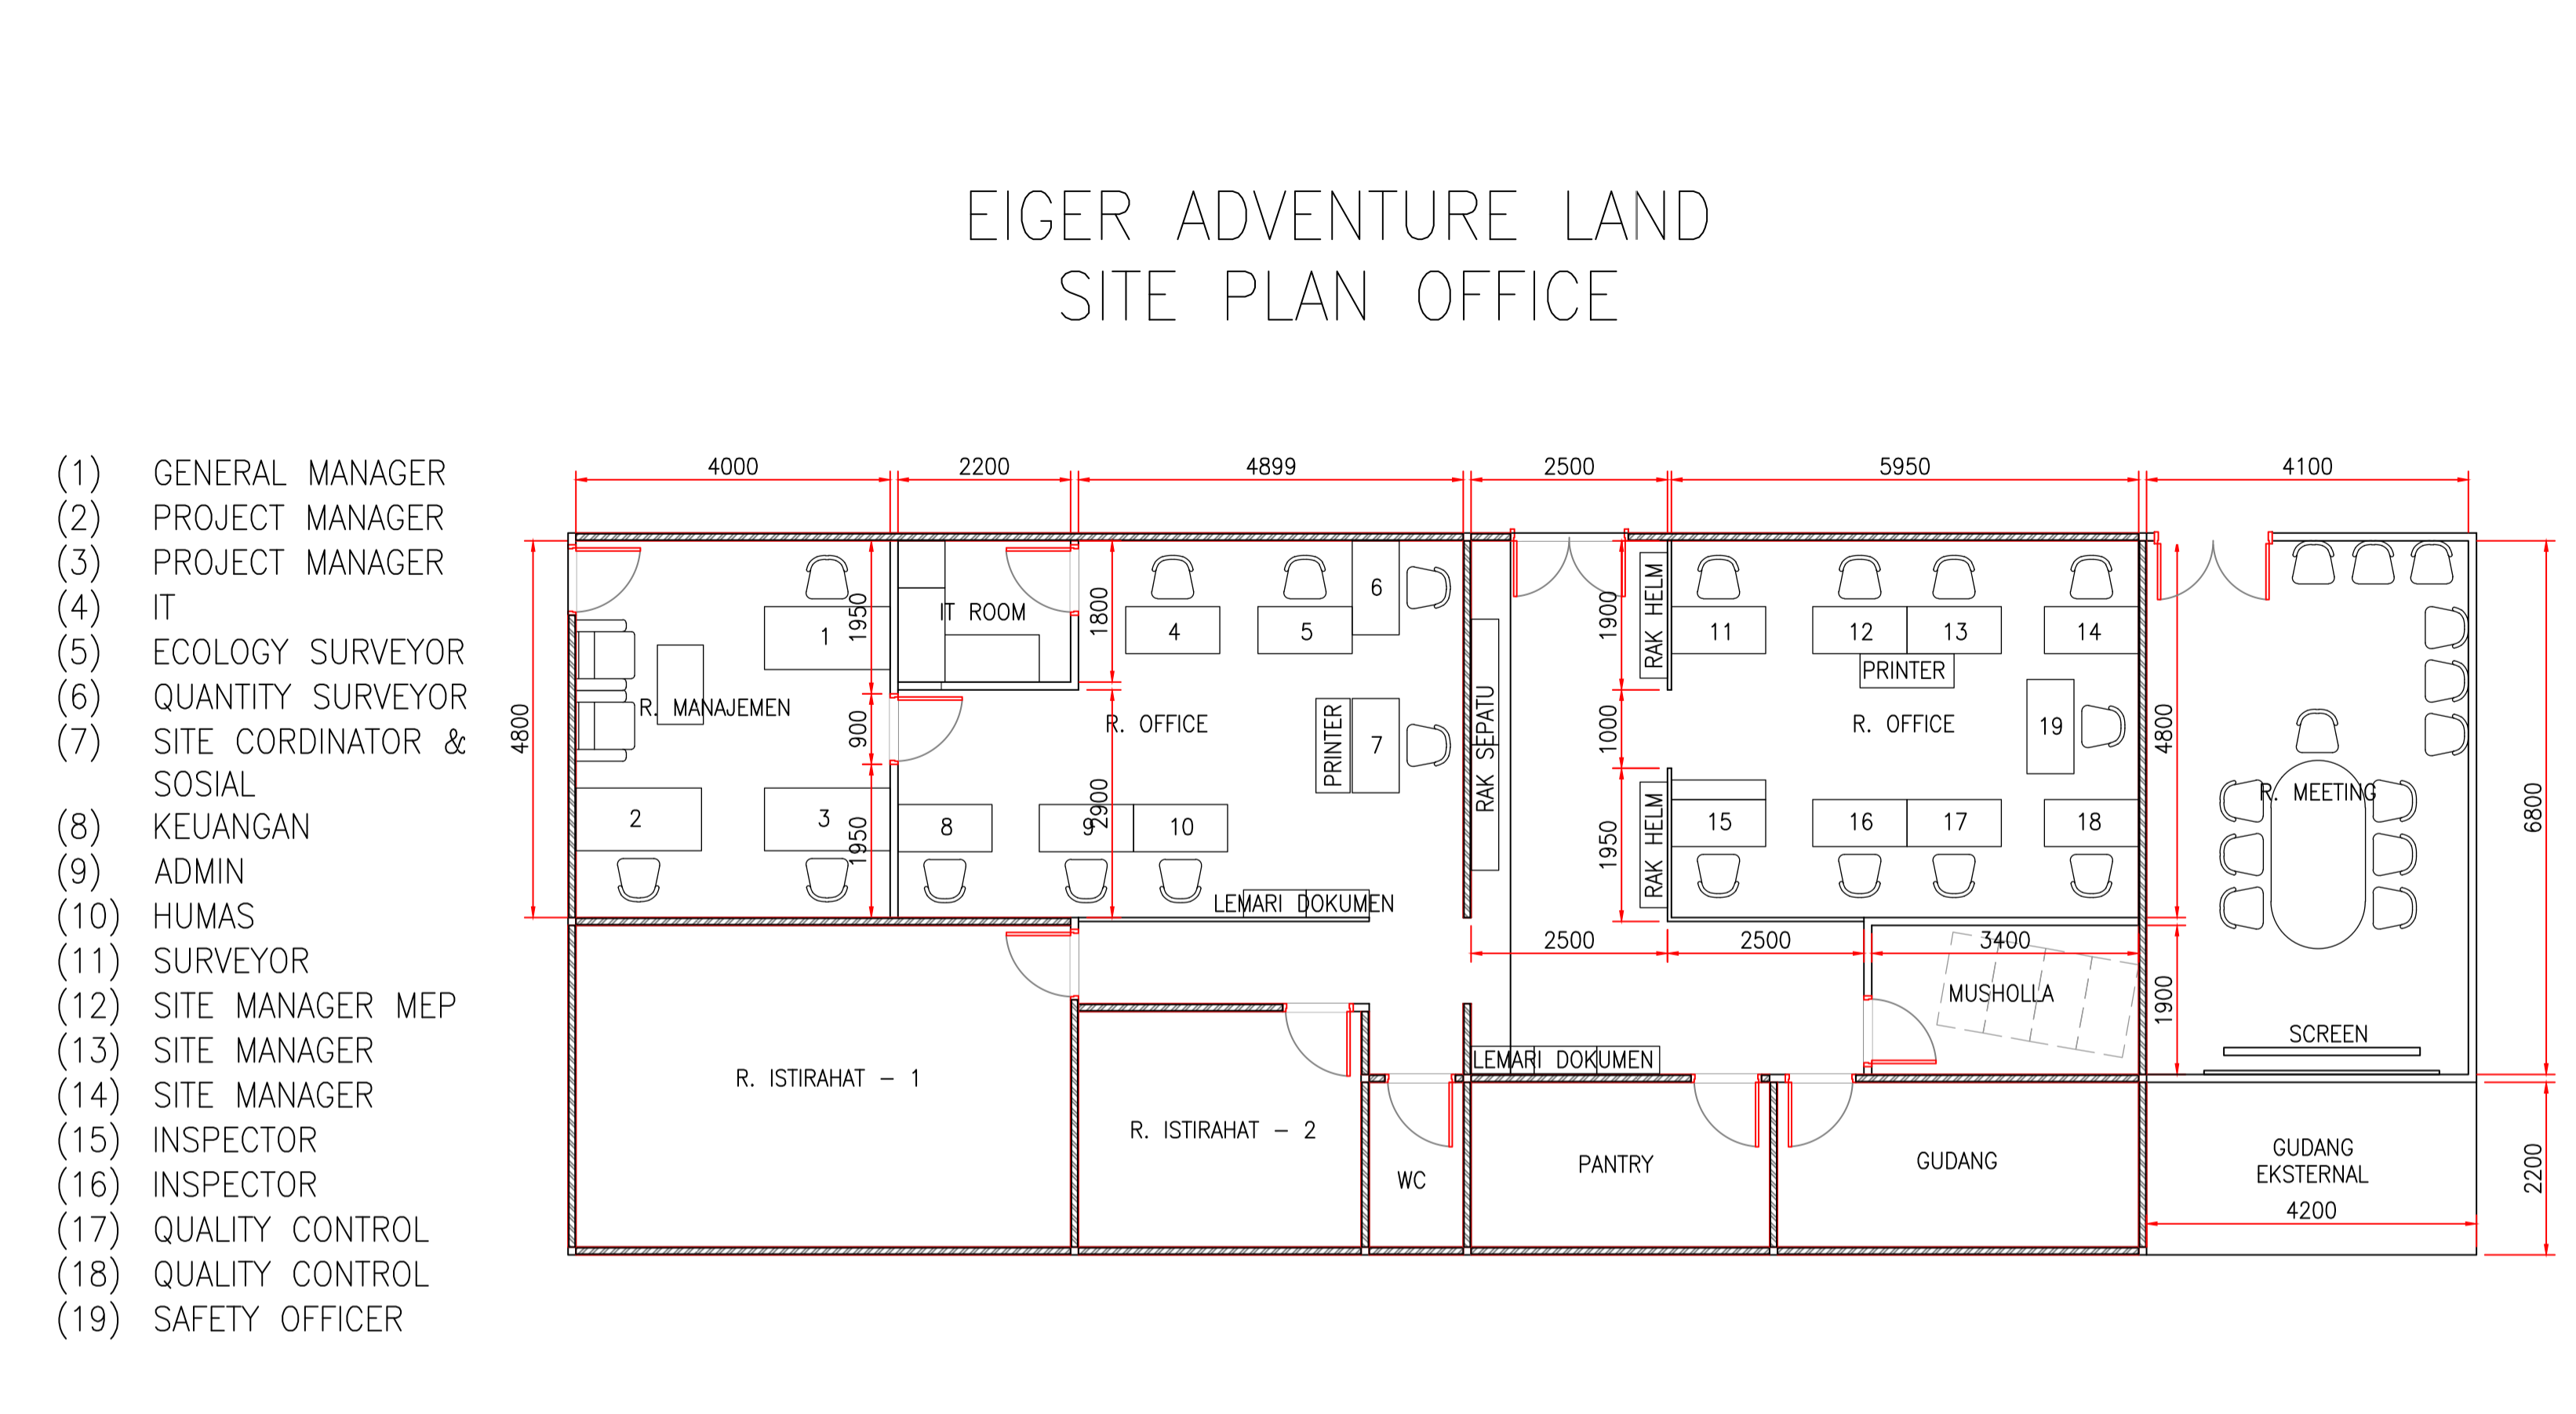 EIGER ADVENTURE LAND
SITE PLAN OFFICE
(1) GENERAL MANAGER
(2) PROJECT MANAGER
(3) PROJECT MANAGER
(4) IT
(5) ECOLOGY SURVEYOR
(6) QUANTITY SURVEYOR
(7) SITE CORDINATOR &
SOSIAL
(8) KEUANGAN
(9) ADMIN
(10) HUMAS
(11) SURVEYOR
(12) SITE MANAGER MEP
(13) SITE MANAGER
(14) SITE MANAGER
(15) INSPECTOR
(16) INSPECTOR
(17) QUALITY CONTROL
(18) QUALITY CONTROL
(19) SAFETY OFFICER
4000 2200 4899 2500 5950 4100
4800
1
R. MANAJEMEN
2
3
1950
900
1950
IT ROOM
1800
2900
4
5
6
R. OFFICE
PRINTER
7
8
9
10
LEMARI DOKUMEN
RAK SEPATU
1900
1000
1950
RAK HELM
RAK HELM
11
12
13
14
PRINTER
R. OFFICE
19
15
16
17
18
4800
1900
R. MEETING
SCREEN
6800
2500 2500 3400
MUSHOLLA
LEMARI DOKUMEN
R. ISTIRAHAT - 1
R. ISTIRAHAT - 2
WC
PANTRY
GUDANG
GUDANG
EKSTERNAL
4200
2200